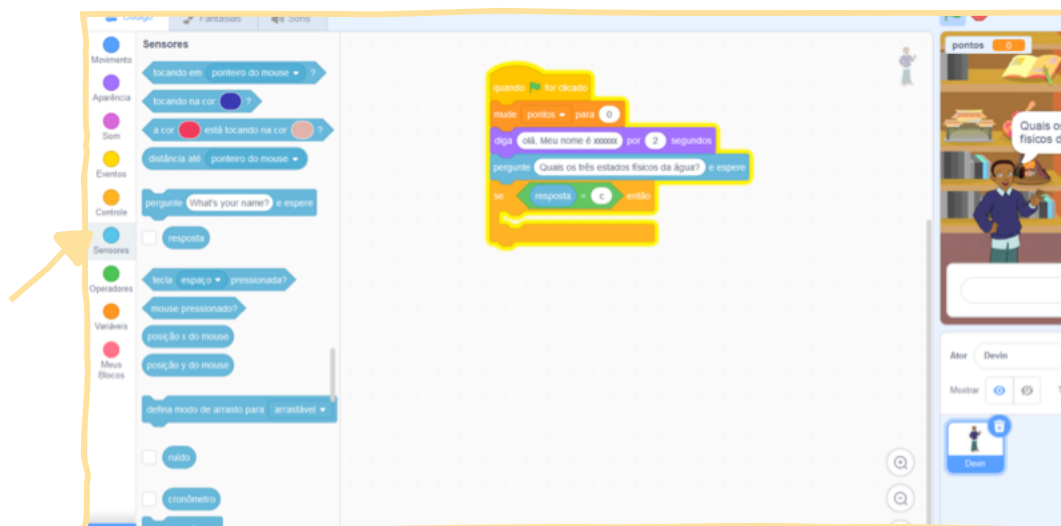 Código
Fantasias
Sons
Movimento
Aparência
Som
Eventos
Controle
Sensores
Operadores
Variáveis
Meus
Blocos
Sensores
tocando em ponteiro do mouse ?
tocando na cor ?
a cor está tocando na cor ?
distância até ponteiro do mouse
pergunte What's your name? e espere
resposta
tecla espaço pressionada?
mouse pressionado?
posição x do mouse
posição y do mouse
defina modo de arrasto para arrastável
ruído
cronômetro
quando for clicado
mude pontos para 0
diga olá, Meu nome é xxxxxx por 2 segundos
pergunte Quais os três estados físicos da água? e espere
se resposta = c então
pontos 0
Quais os
físicos d
Ator Devin
Mostrar
Devin